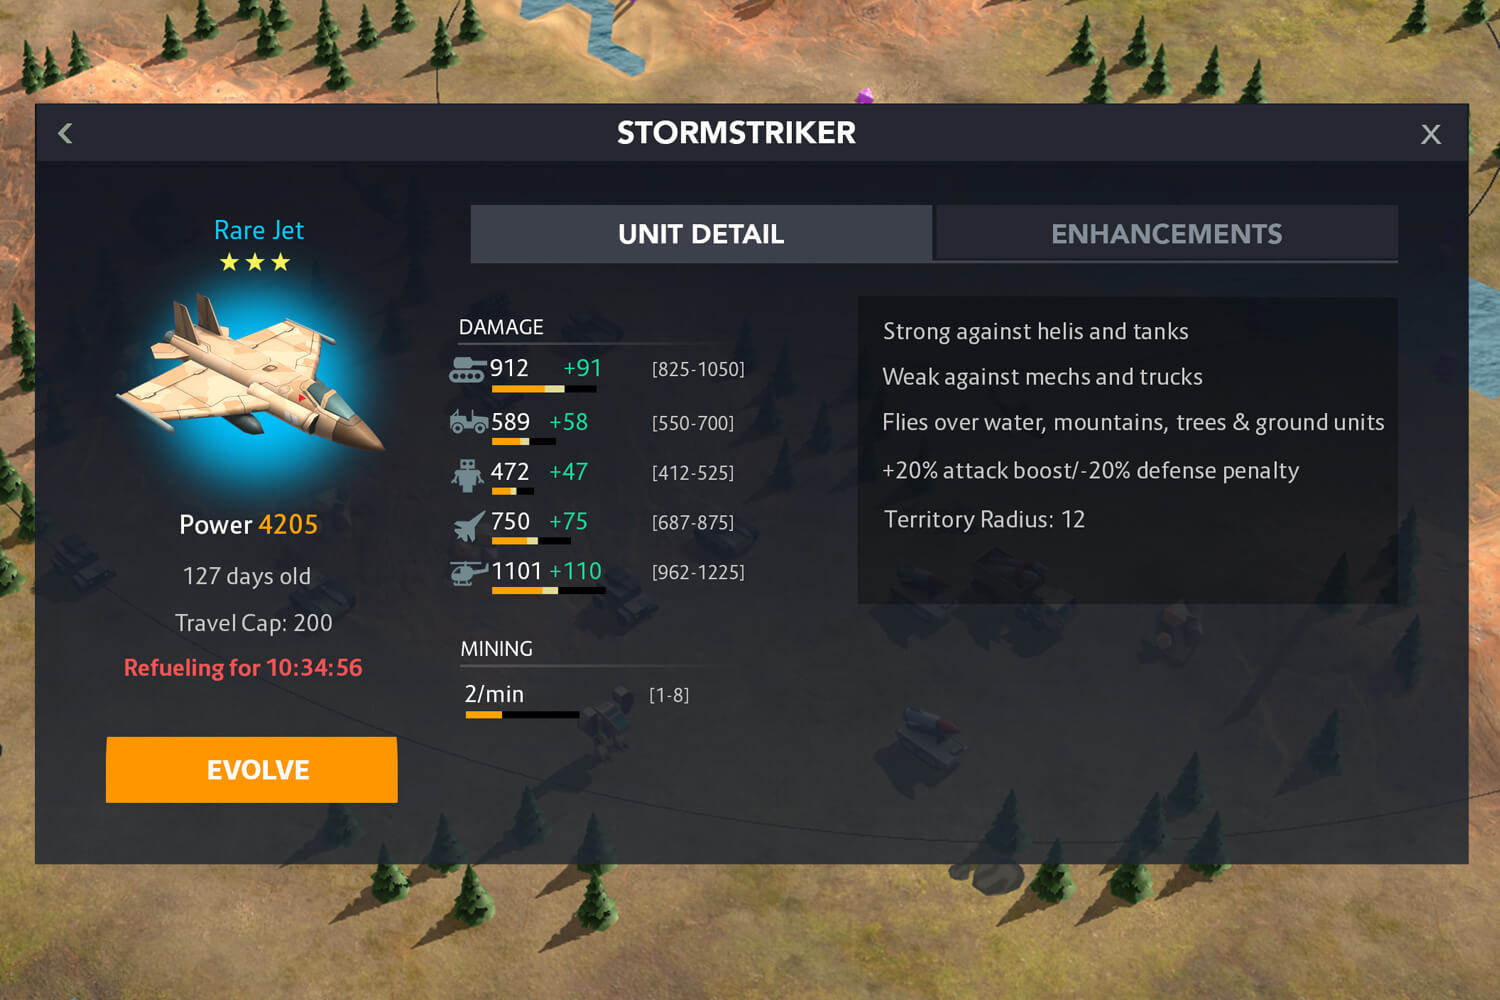 STORMSTRIKER
X
Rare Jet
UNIT DETAIL
ENHANCEMENTS
DAMAGE
912 +91 [825-1050]
589 +58 [550-700]
472 +47 [412-525]
750 +75 [687-875]
1101 +110 [962-1225]
MINING
2/min [1-8]
Strong against helis and tanks
Weak against mechs and trucks
Flies over water, mountains, trees & ground units
+20% attack boost/-20% defense penalty
Territory Radius: 12
Power 4205
127 days old
Travel Cap: 200
Refueling for 10:34:56
EVOLVE